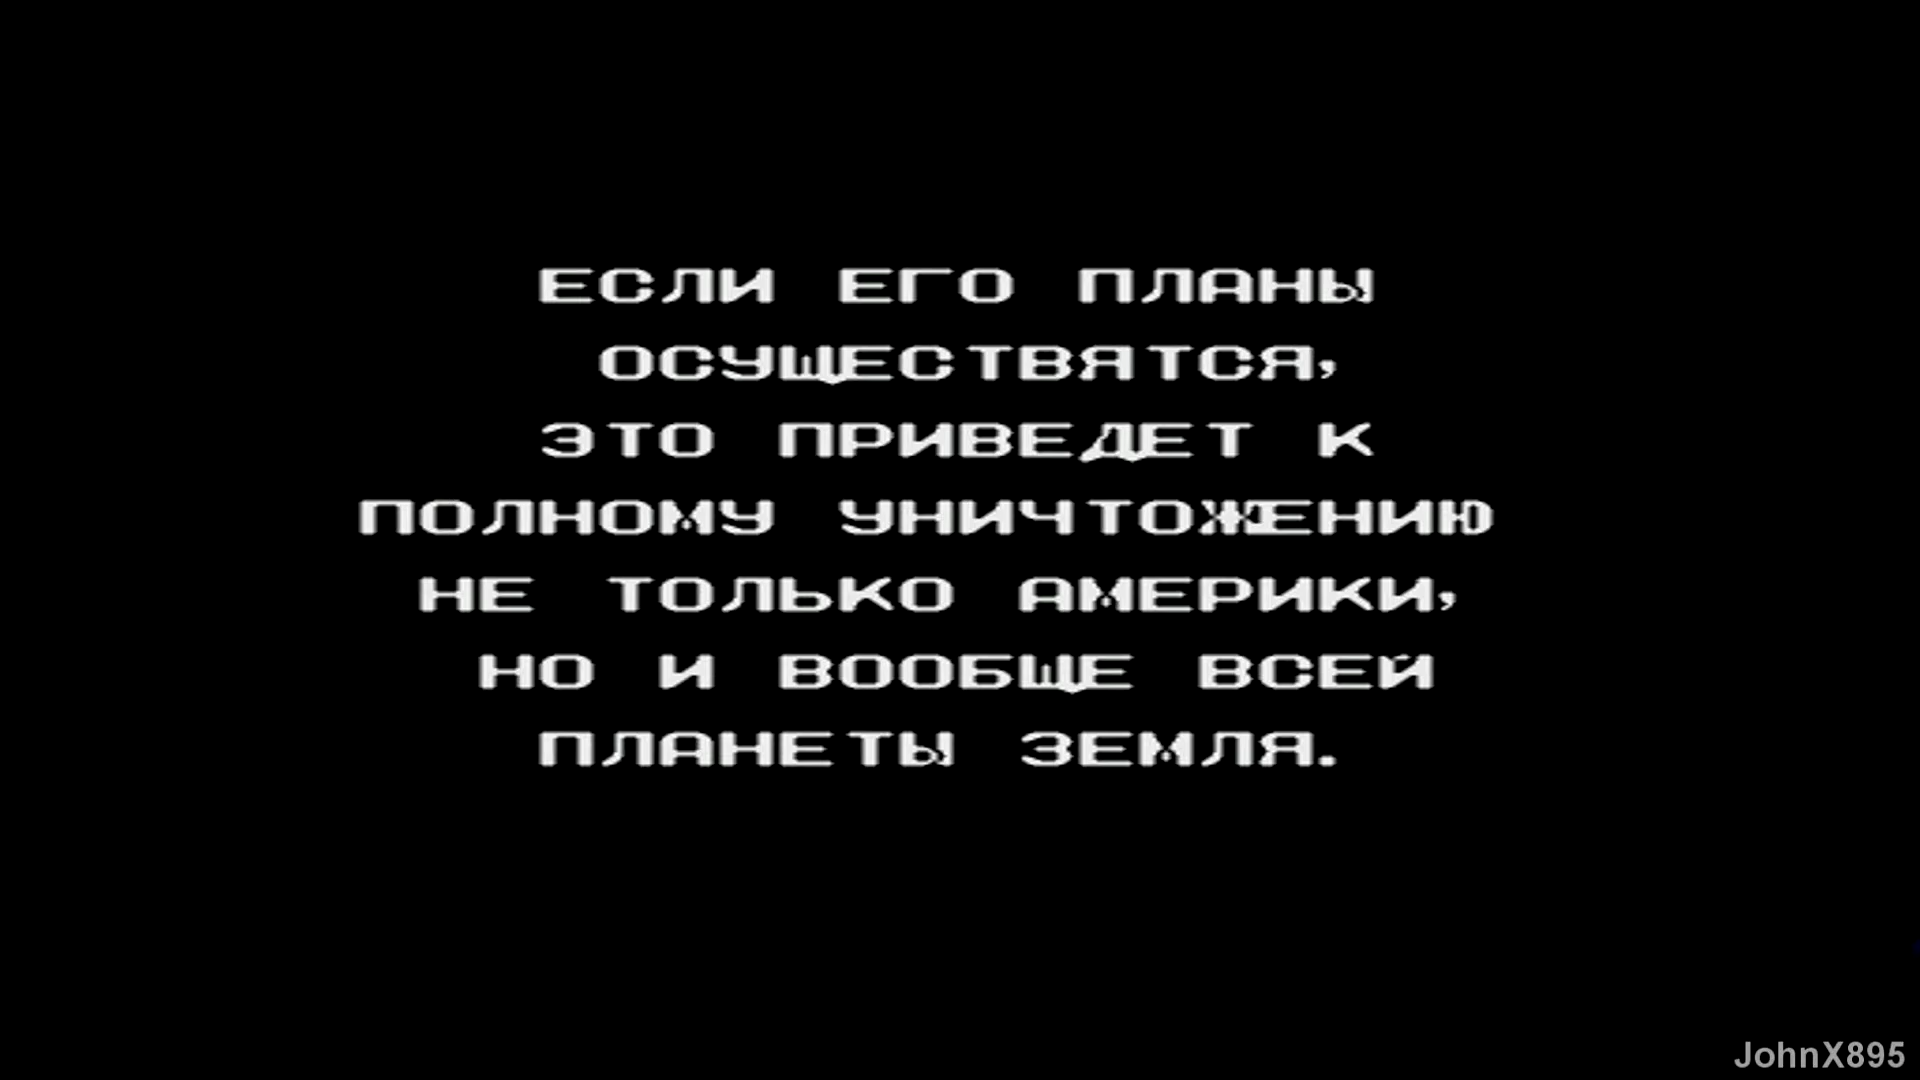 ЕСЛИ ЕГО ПЛАНЫ
ОСУЩЕСТВЯТСЯ,
ЭТО ПРИВЕДЕТ К
ПОЛНОМУ УНИЧТОЖЕНИЮ
НЕ ТОЛЬКО АМЕРИКИ,
НО И ВООБЩЕ ВСЕЙ
ПЛАНЕТЫ ЗЕМЛЯ.
JohnX895